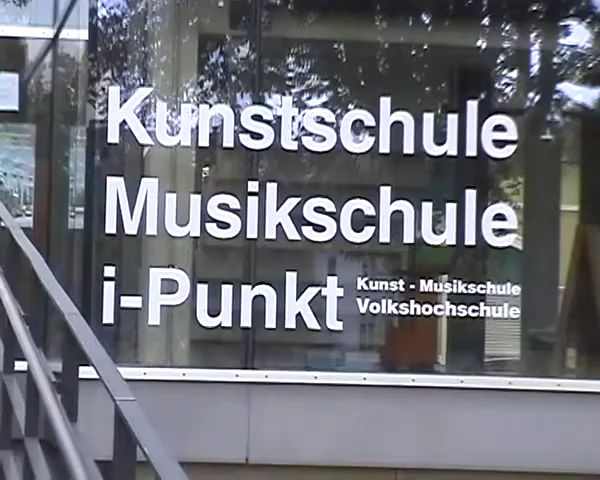 Kunstschule
Musikschule
i-Punkt
Kunst - Musikschule
Volkshochschule